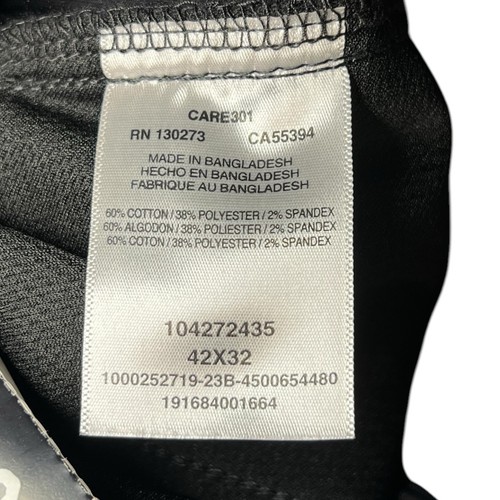 CARE301
RN 130273 CA55394
MADE IN BANGLADESH
HECHO EN BANGLADESH
FABRIQUE AU BANGLADESH
60% COTTON / 38% POLYESTER / 2% SPANDEX
60% ALGODON / 38% POLIESTER / 2% SPANDEX
60% COTON / 38% POLYESTER / 2% SPANDEX
104272435
42X32
1000252719-23B-4500654480
191684001664